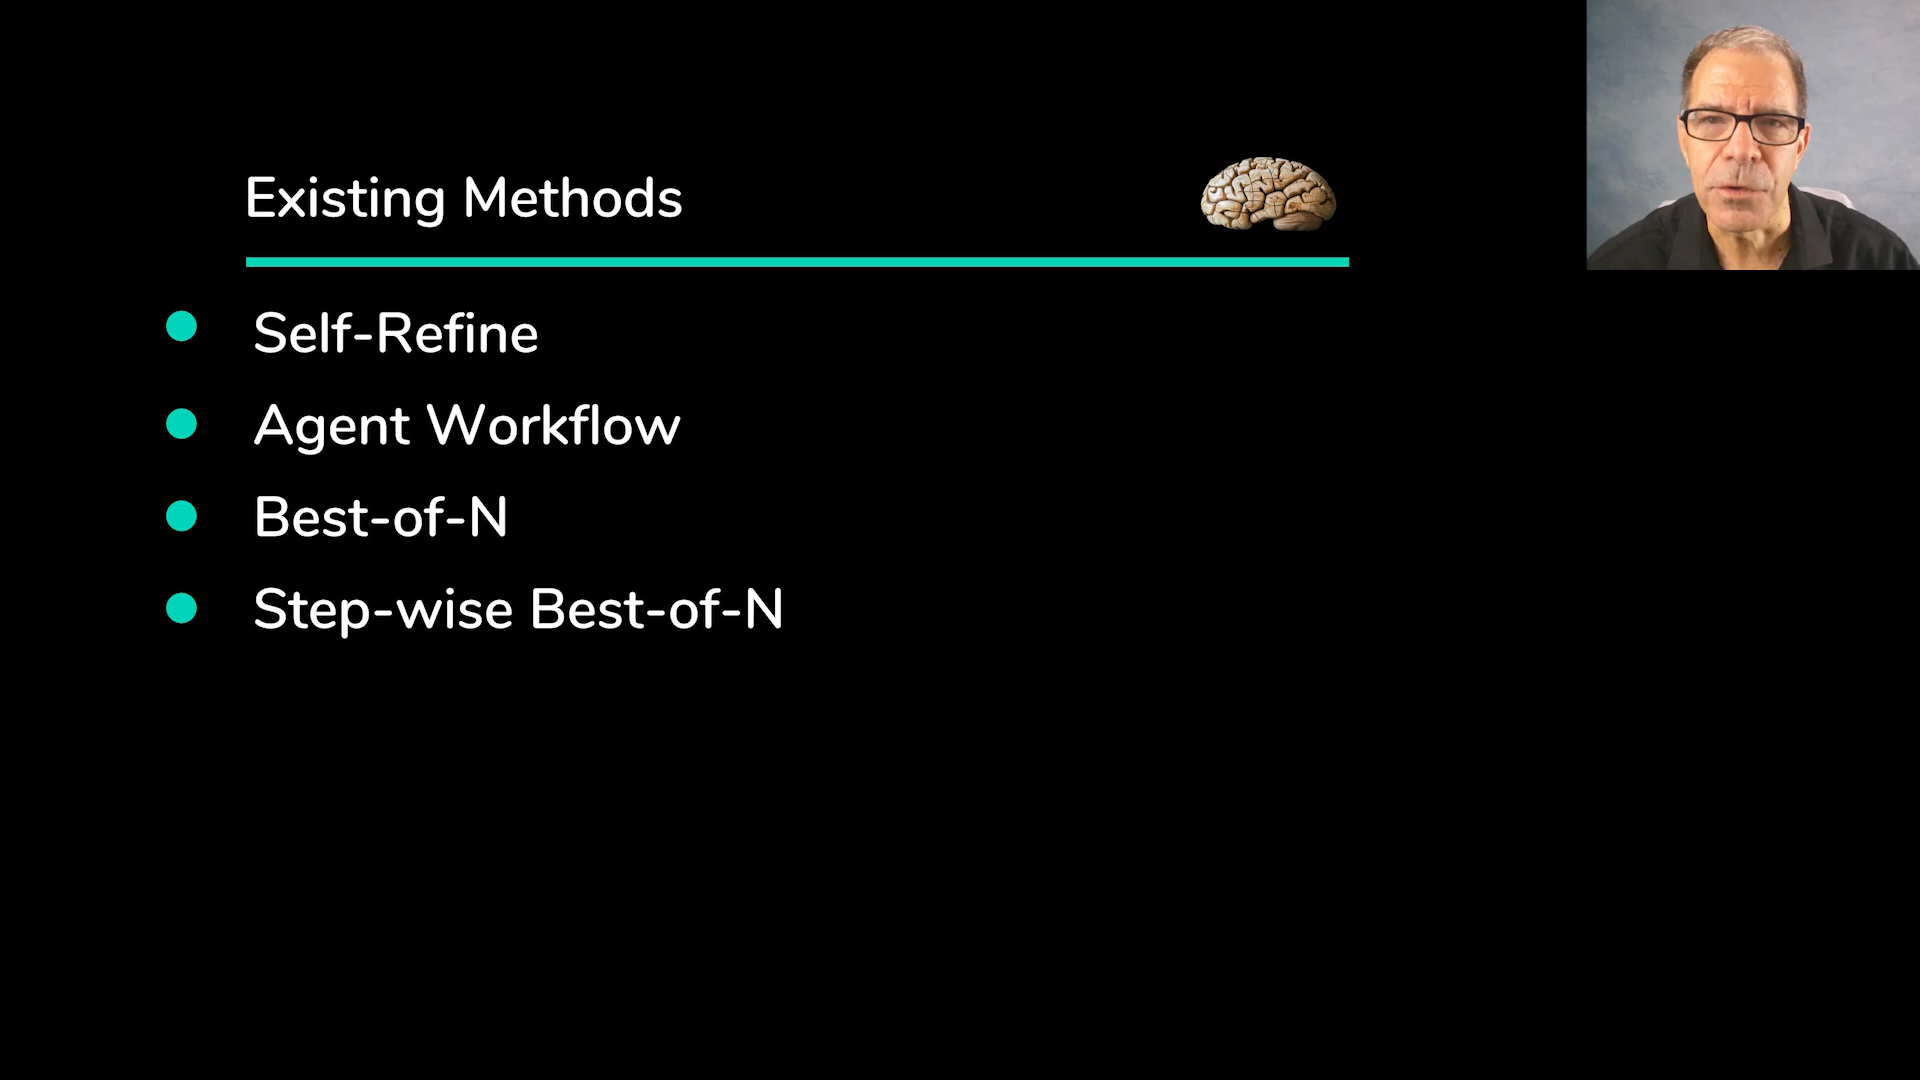 Existing Methods
Self-Refine
Agent Workflow
Best-of-N
Step-wise Best-of-N